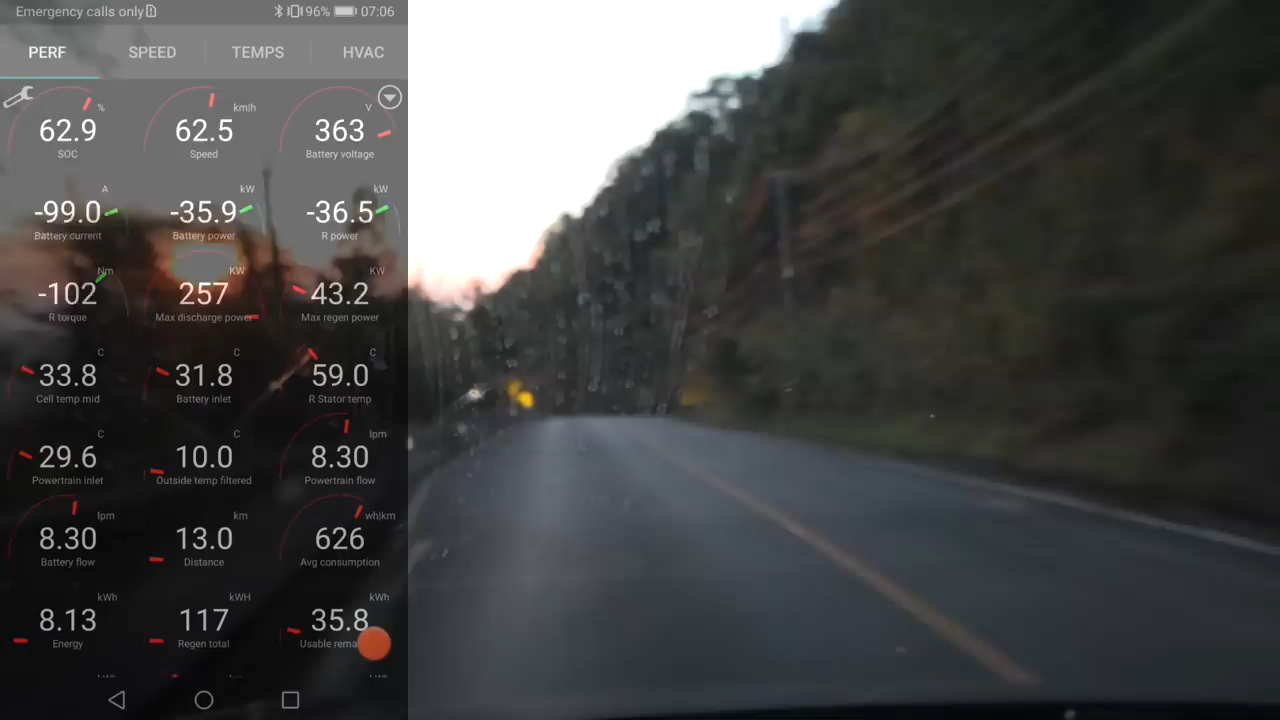 Emergency calls only 96% 07:06
PERF SPEED TEMPS HVAC
% km|h V
62.9 62.5 363
SOC Speed Battery voltage
A kW kW
-99.0 -35.9 -36.5
Battery current Battery power R power
Nm KW KW
-102 257 43.2
R torque Max discharge power Max regen power
C C C
33.8 31.8 59.0
Cell temp mid Battery inlet R Stator temp
C C lpm
29.6 10.0 8.30
Powertrain inlet Outside temp filtered Powertrain flow
lpm km wh|km
8.30 13.0 626
Battery flow Distance Avg consumption
kWh kWH kWh
8.13 117 35.8
Energy Regen total Usable